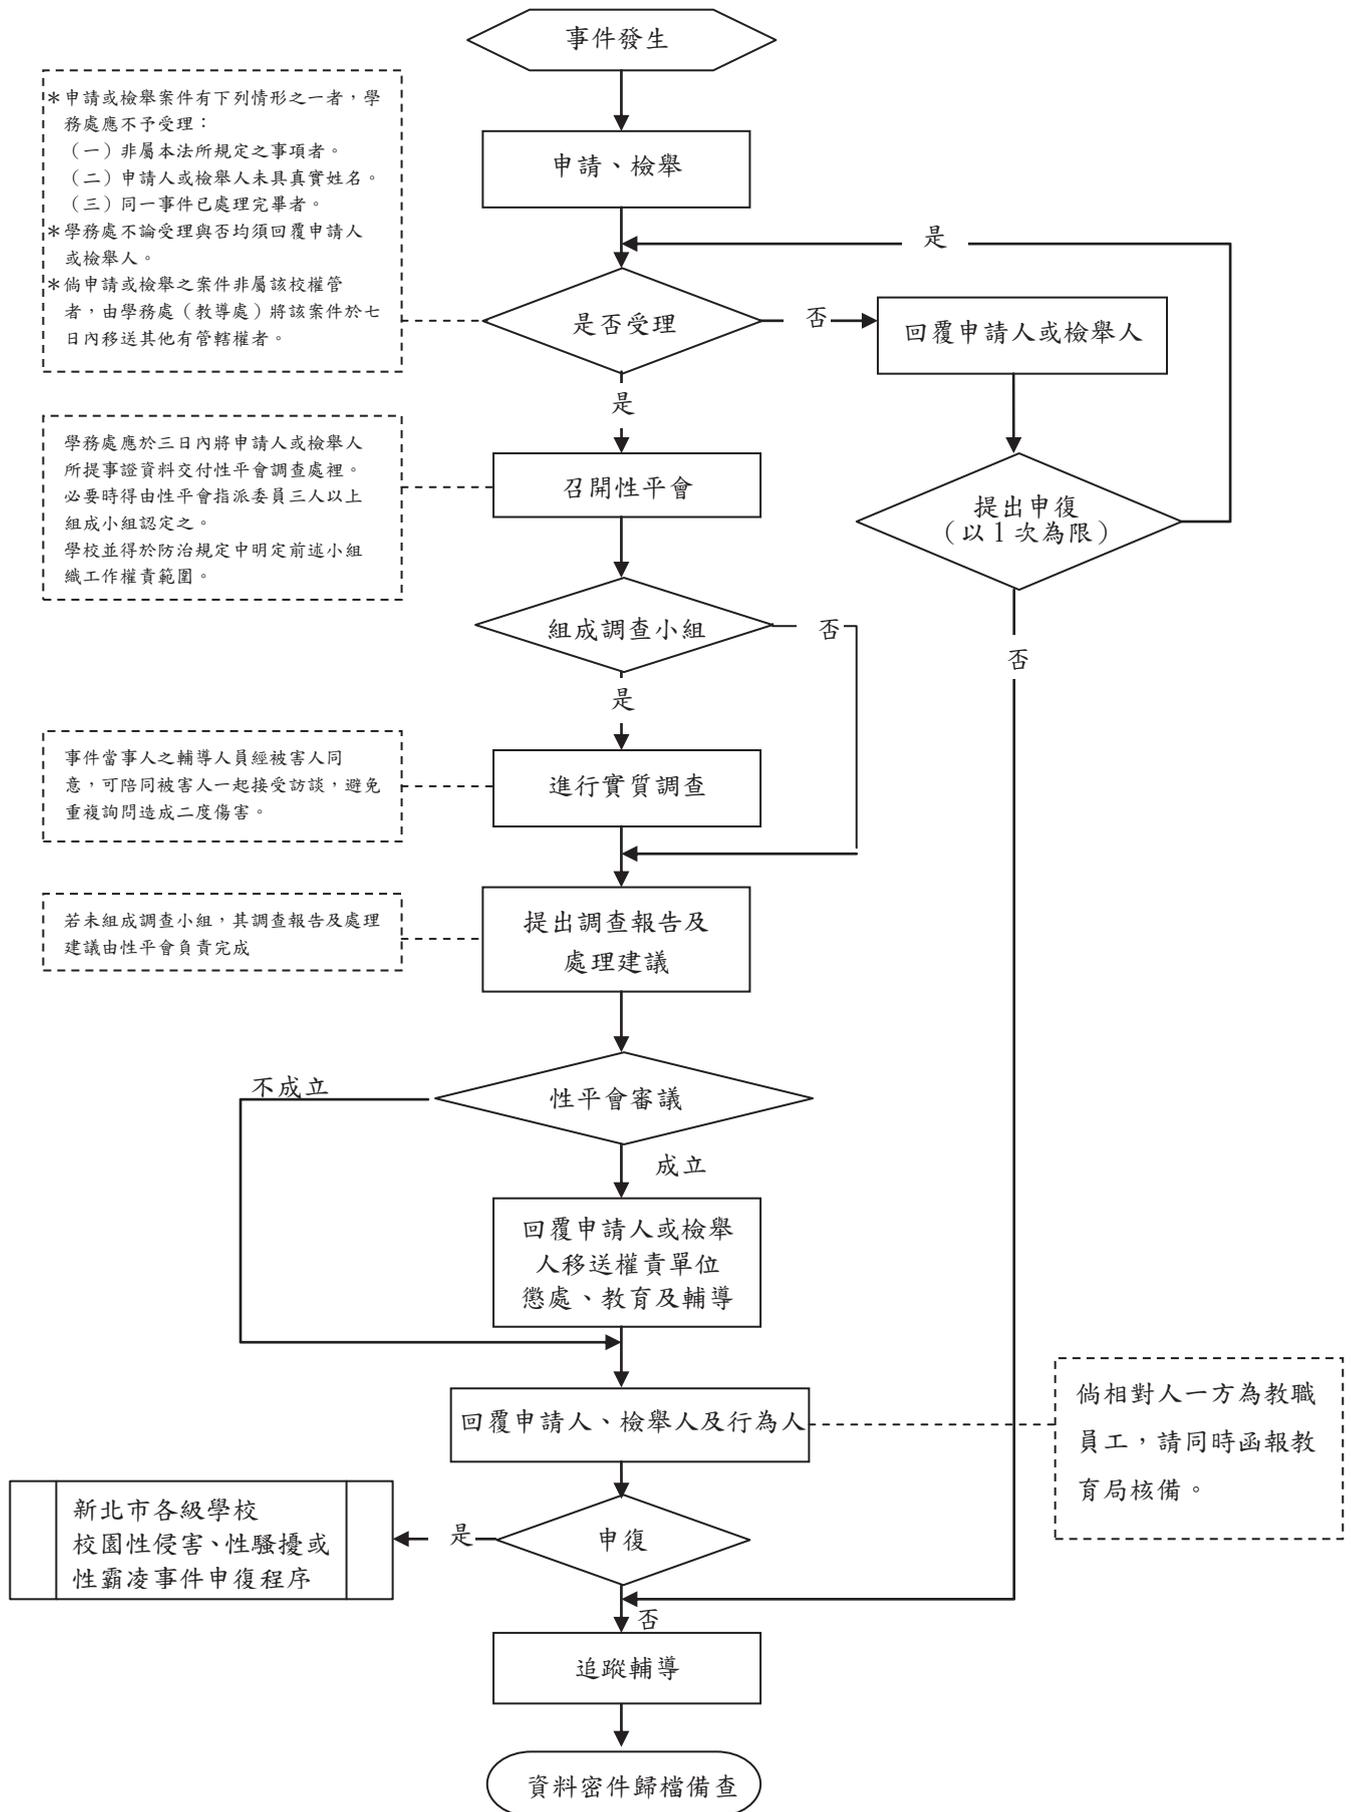 事件發生
＊申請或檢舉案件有下列情形之一者，學
務處應不予受理：
（一）非屬本法所規定之事項者。
（二）申請人或檢舉人未具真實姓名。
（三）同一事件已處理完畢者。
＊學務處不論受理與否均須回覆申請人
或檢舉人。
＊倘申請或檢舉之案件非屬該校權管
者，由學務處（教導處）將該案件於七
日內移送其他有管轄權者。
申請、檢舉
是
是否受理
否
回覆申請人或檢舉人
是
學務處應於三日內將申請人或檢舉人
所提事證資料交付性平會調查處裡。
必要時得由性平會指派委員三人以上
組成小組認定之。
學校並得於防治規定中明定前述小組
織工作權責範圍。
召開性平會
提出申復
（以１次為限）
組成調查小組
否
否
是
事件當事人之輔導人員經被害人同
意，可陪同被害人一起接受訪談，避免
重複詢問造成二度傷害。
進行實質調查
若未組成調查小組，其調查報告及處理
建議由性平會負責完成
提出調查報告及
處理建議
不成立
性平會審議
成立
回覆申請人或檢舉
人移送權責單位
懲處、教育及輔導
回覆申請人、檢舉人及行為人
倘相對人一方為教職
員工，請同時函報教
育局核備。
新北市各級學校
校園性侵害、性騷擾或
性霸凌事件申復程序
是
申復
否
追蹤輔導
資料密件歸檔備查